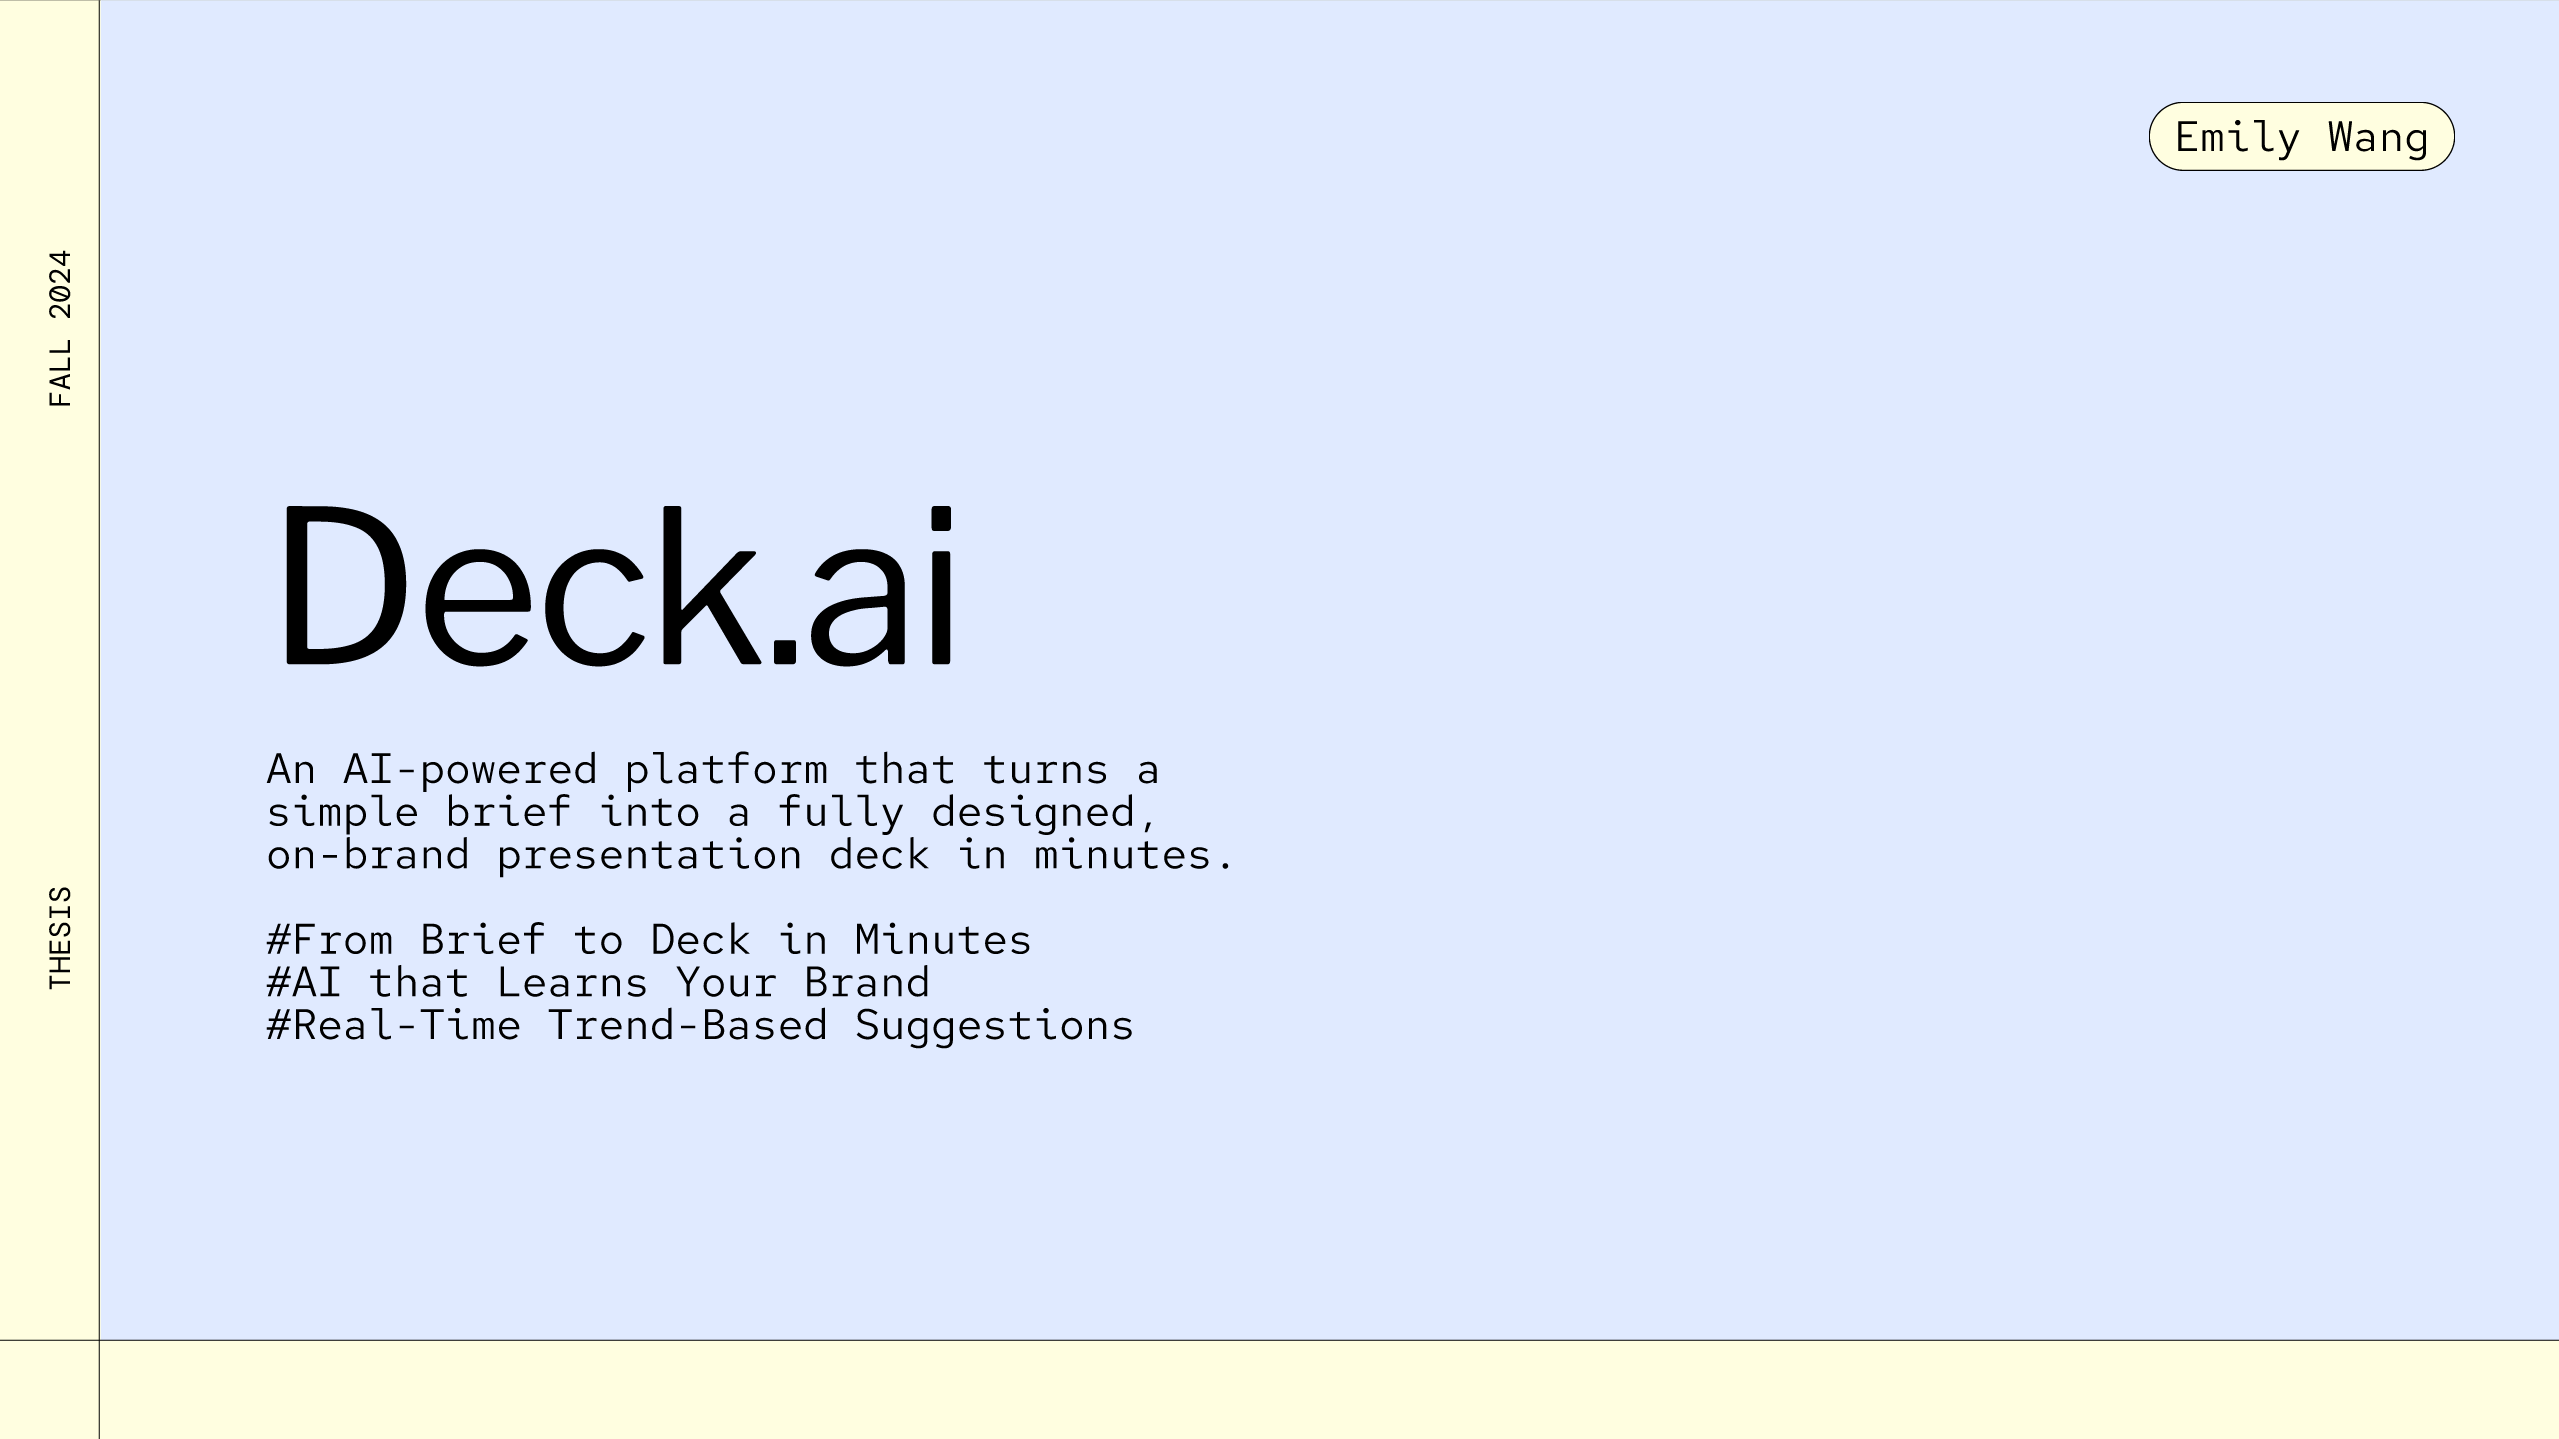 Emily Wang
FALL 2024
Deck.ai
An AI-powered platform that turns a
simple brief into a fully designed,
on-brand presentation deck in minutes.
#From Brief to Deck in Minutes
#AI that Learns Your Brand
#Real-Time Trend-Based Suggestions
THESIS